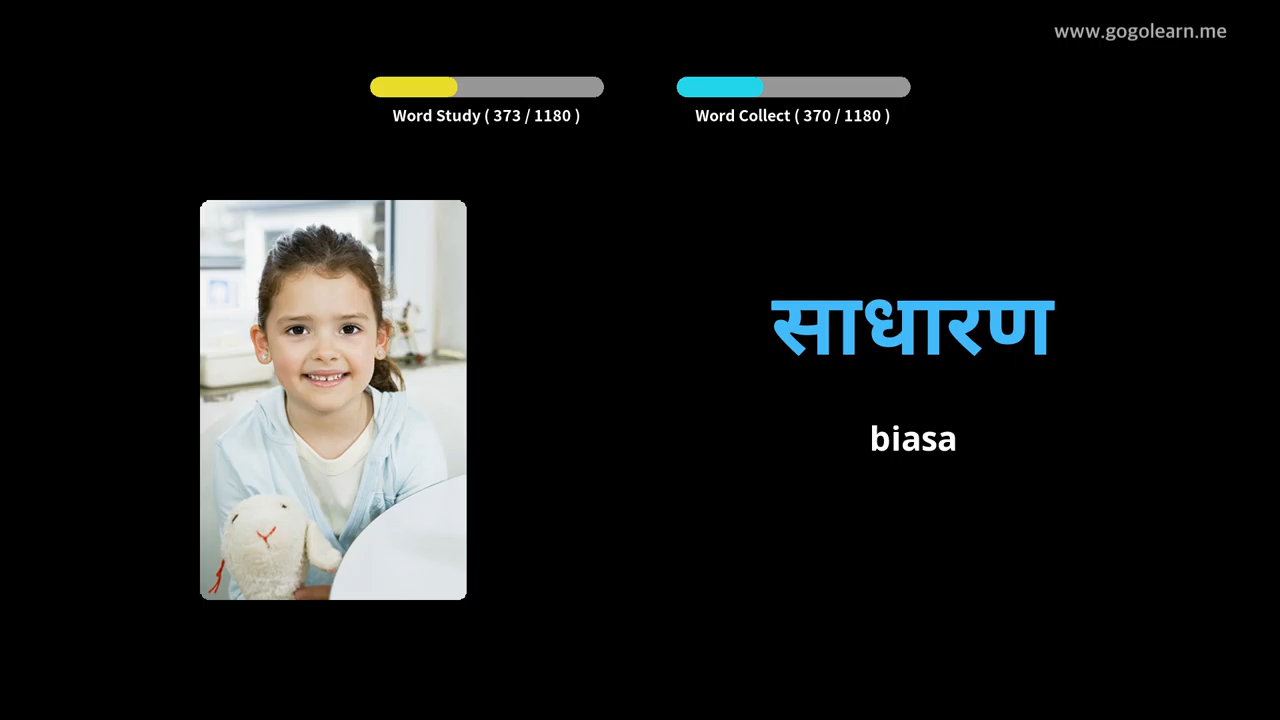 www.gogolearn.me
Word Study ( 373 / 1180 )
Word Collect ( 370 / 1180 )
साधारण
biasa